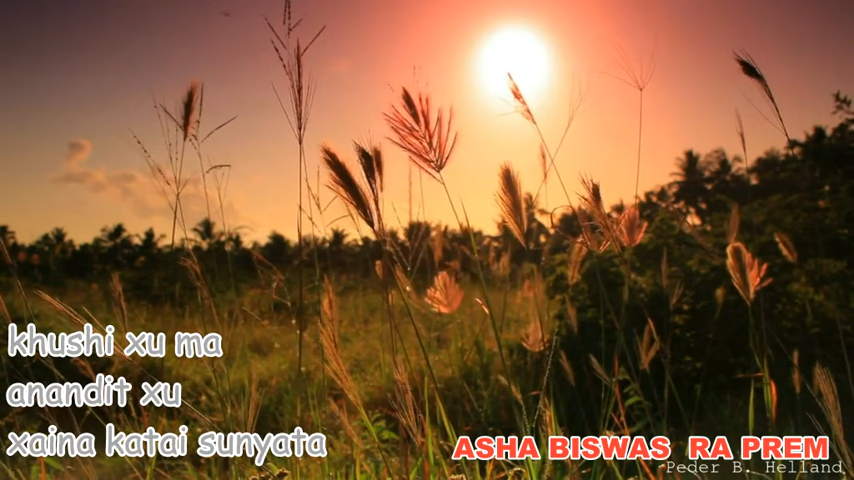 khushi xu ma
anandit xu
xaina katai sunyata
ASHA BISWAS RA PREM
Peder B. Helland